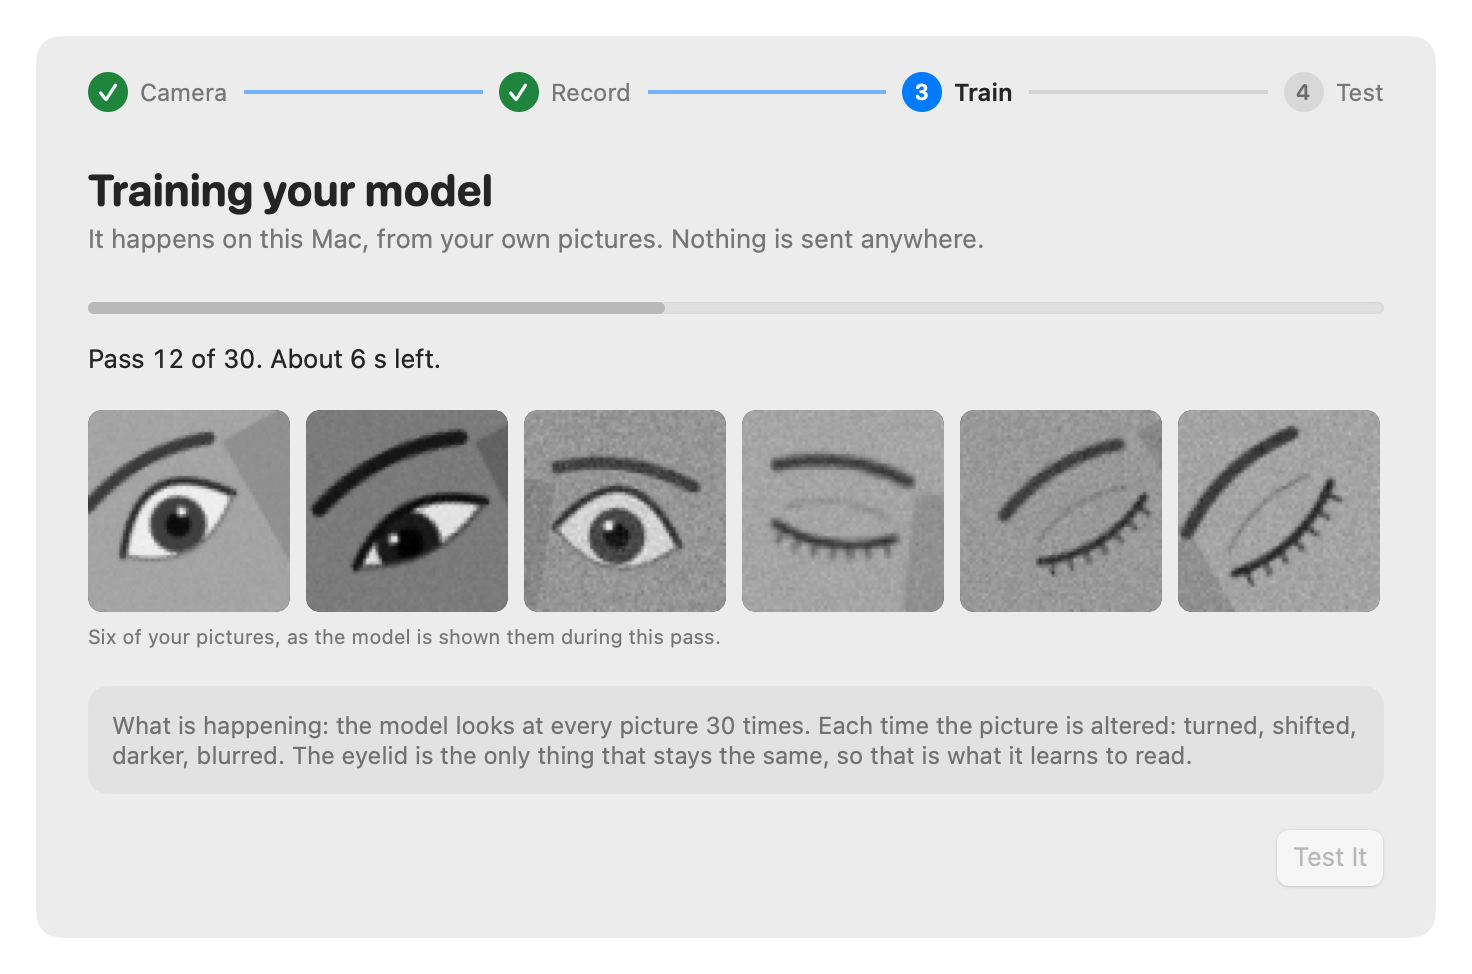 Camera
Record
3 Train
4 Test
Training your model
It happens on this Mac, from your own pictures. Nothing is sent anywhere.
Pass 12 of 30. About 6 s left.
Six of your pictures, as the model is shown them during this pass.
What is happening: the model looks at every picture 30 times. Each time the picture is altered: turned, shifted,
darker, blurred. The eyelid is the only thing that stays the same, so that is what it learns to read.
Test It